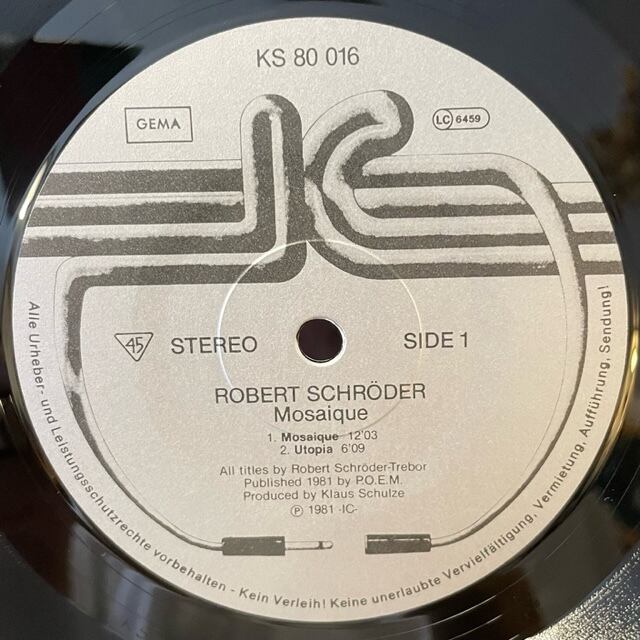 KS 80 016
GEMA
LC 6459
45 STEREO SIDE 1
ROBERT SCHRÖDER
Mosaique
1. Mosaique 12'03
2. Utopia 6'09
All titles by Robert Schröder-Trebor
Published 1981 by P.O.E.M.
Produced by Klaus Schulze
Ⓟ 1981 -IC-
Alle Urheber- und Leistungsschutzrechte vorbehalten - Kein Verleih! Keine unerlaubte Vervielfältigung, Vermietung, Aufführung, Sendung!